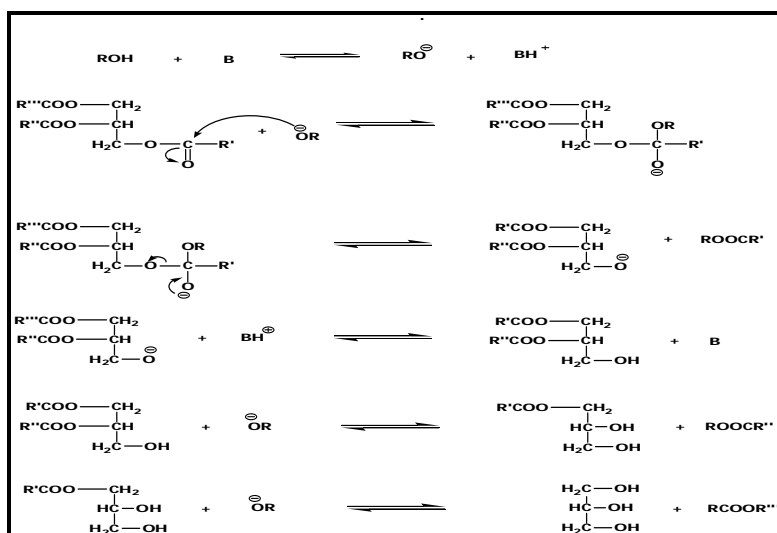 ROH + B RO⊖ + BH+
R'''COO CH2 R'''COO CH2
R''COO CH R''COO CH OR
H2C O C R' + ⊖OR H2C O C R'
O O⊖
R'''COO CH2 R'COO CH2
R''COO CH OR R''COO CH + ROOCR'
H2C O C R' H2C O⊖
O⊖
R'''COO CH2 R'COO CH2
R''COO CH + BH⊕ R''COO CH + B
H2C O⊖ H2C OH
R'COO CH2 R'COO CH2
R''COO CH + ⊖OR HC OH + ROOCR''
H2C OH H2C OH
R'COO CH2 H2C OH
HC OH + ⊖OR HC OH + RCOOR'''
H2C OH H2C OH